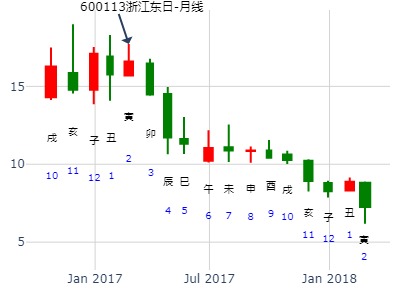 600113浙江东日-月线
15
10
5
戌 亥 子 丑 寅 卯 辰 巳 午 未 申 酉 戌 亥 子 丑 寅
10 11 12 1 2 3 4 5 6 7 8 9 10 11 12 1 2
Jan 2017 Jul 2017 Jan 2018